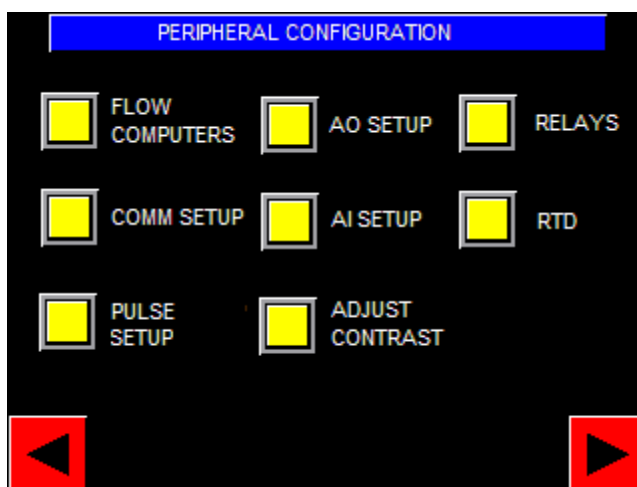 PERIPHERAL CONFIGURATION
FLOW
COMPUTERS
AO SETUP
RELAYS
COMM SETUP
AI SETUP
RTD
PULSE
SETUP
ADJUST
CONTRAST